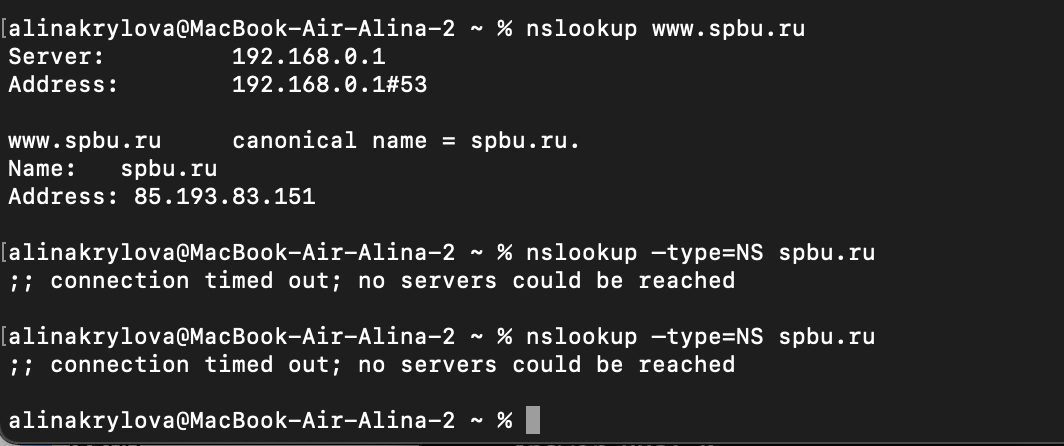 [alinakrylova@MacBook-Air-Alina-2 ~ % nslookup www.spbu.ru
Server:         192.168.0.1
Address:        192.168.0.1#53
www.spbu.ru     canonical name = spbu.ru.
Name:   spbu.ru
Address: 85.193.83.151
[alinakrylova@MacBook-Air-Alina-2 ~ % nslookup –type=NS spbu.ru
;; connection timed out; no servers could be reached
[alinakrylova@MacBook-Air-Alina-2 ~ % nslookup –type=NS spbu.ru
;; connection timed out; no servers could be reached
alinakrylova@MacBook-Air-Alina-2 ~ %